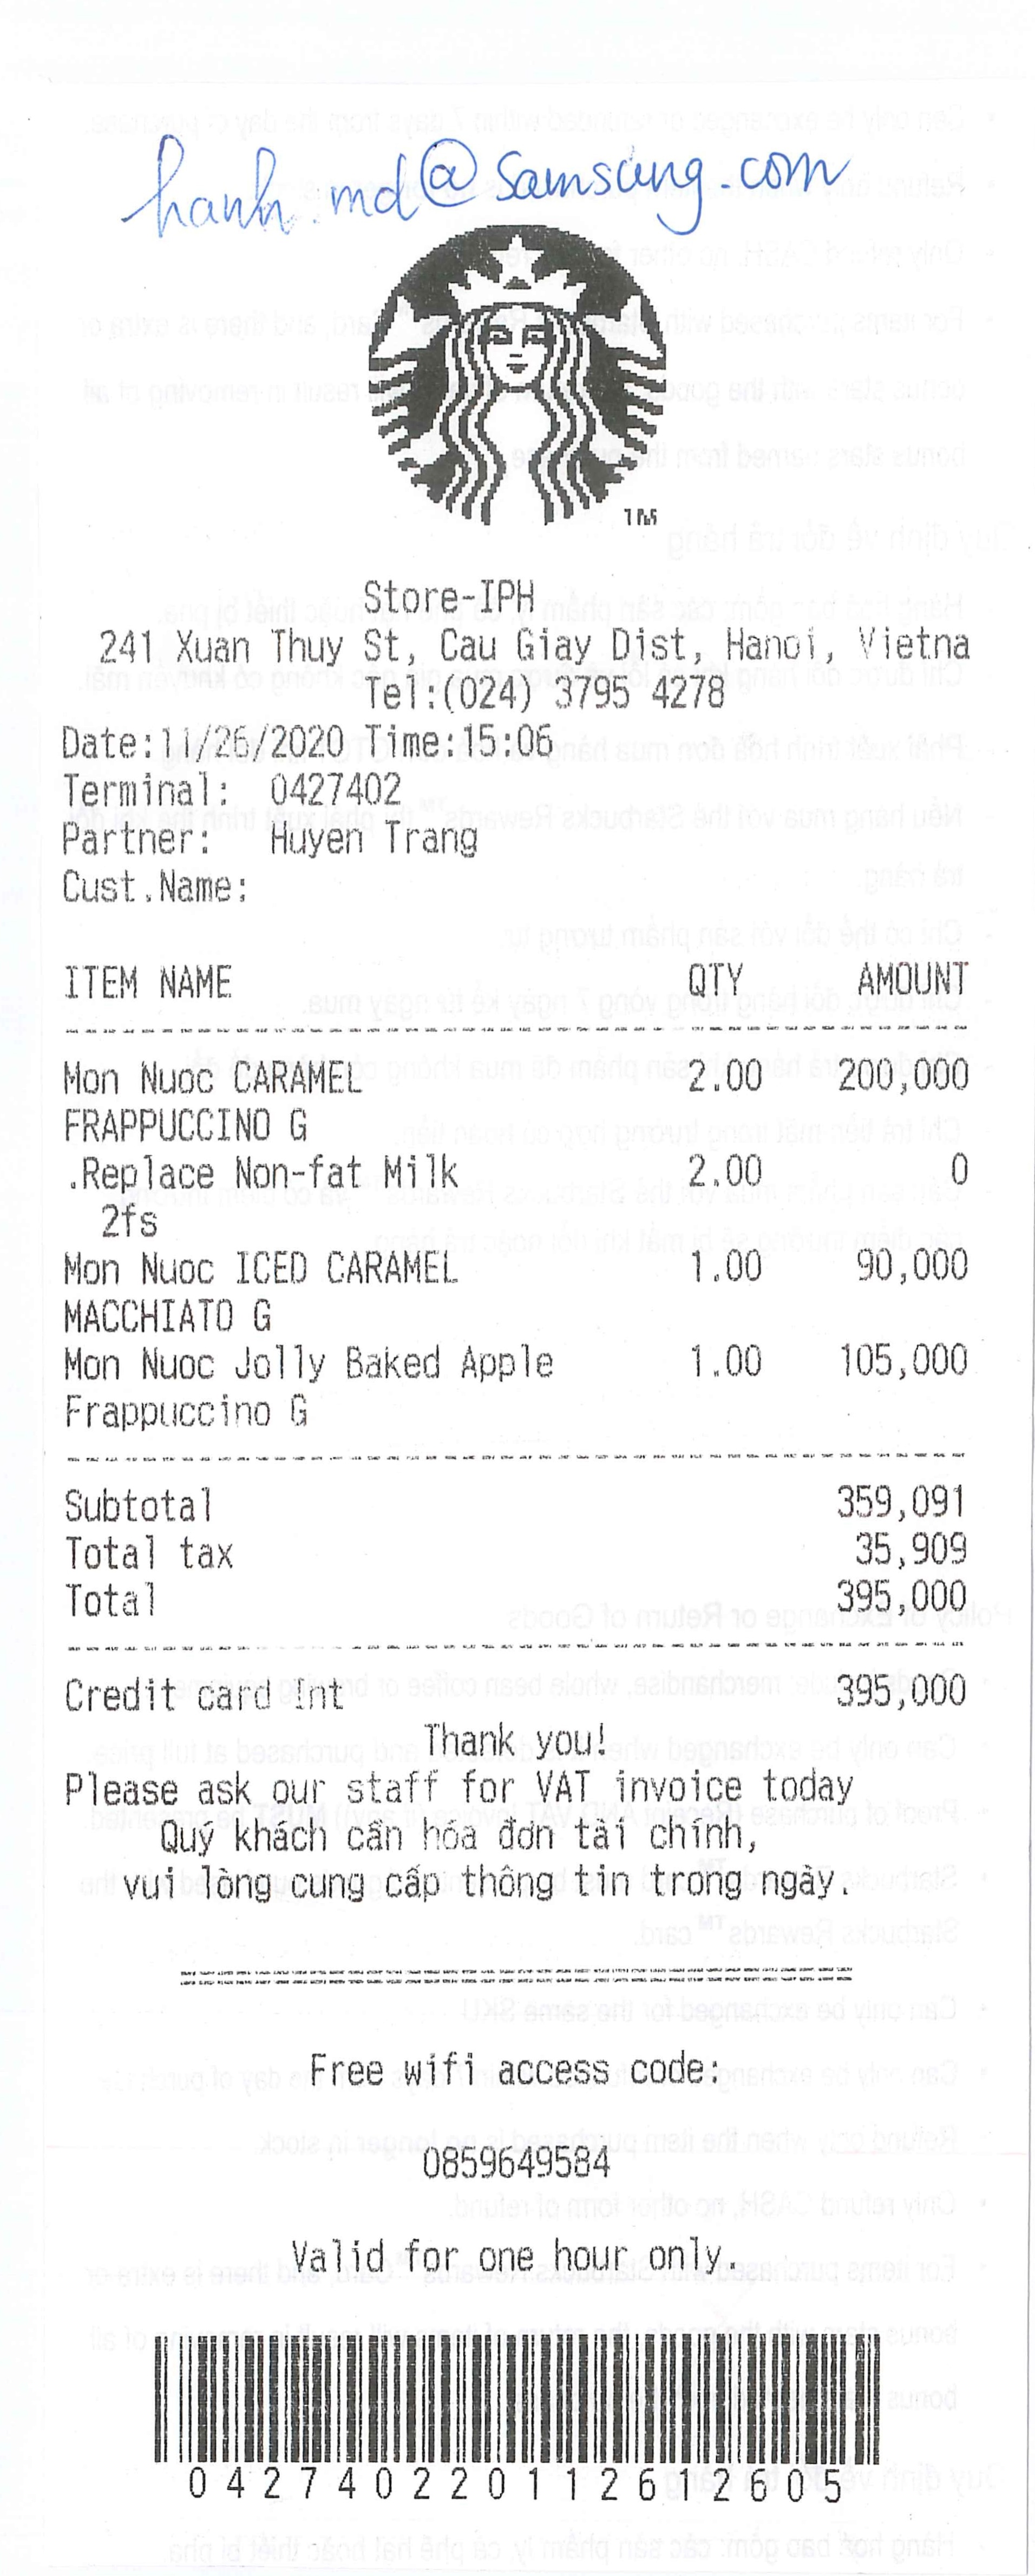 hanh.md@samsung.com
TM
Store-IPH
241 Xuan Thuy St, Cau Giay Dist, Hanoi, Vietna
Tel:(024) 3795 4278
Date:11/26/2020 Time:15:06
Terminal: 0427402
Partner: Huyen Trang
Cust.Name:
ITEM NAME QTY AMOUNT
Mon Nuoc CARAMEL 2.00 200,000
FRAPPUCCINO G
.Replace Non-fat Milk 2.00 0
2fs
Mon Nuoc ICED CARAMEL 1.00 90,000
MACCHIATO G
Mon Nuoc Jolly Baked Apple 1.00 105,000
Frappuccino G
Subtotal 359,091
Total tax 35,909
Total 395,000
Credit card Int 395,000
Thank you!
Please ask our staff for VAT invoice today
Quý khách cần hóa đơn tài chính,
vui lòng cung cấp thông tin trong ngày.
Free wifi access code:
0859649584
Valid for one hour only.
042740220112612605